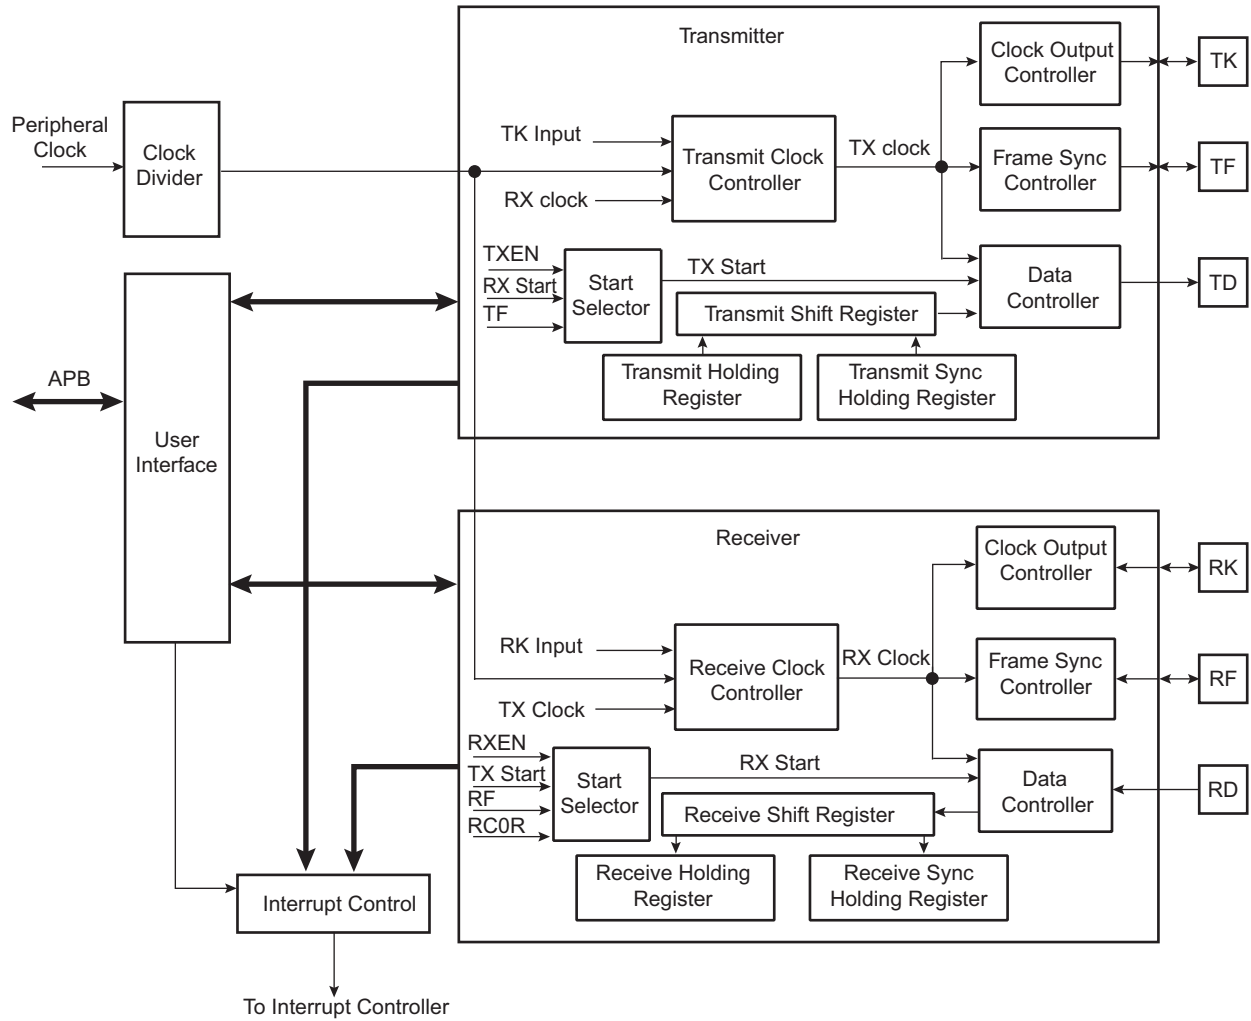 Transmitter
Clock Output
Controller
TK
Peripheral
Clock
Clock
Divider
TK Input
RX clock
Transmit Clock
Controller
TX clock
Frame Sync
Controller
TF
TXEN
RX Start
TF
Start
Selector
TX Start
Data
Controller
TD
Transmit Shift Register
Transmit Holding
Register
Transmit Sync
Holding Register
APB
User
Interface
Receiver
Clock Output
Controller
RK
RK Input
TX Clock
Receive Clock
Controller
RX Clock
Frame Sync
Controller
RF
RXEN
TX Start
RF
RC0R
Start
Selector
RX Start
Data
Controller
RD
Receive Shift Register
Receive Holding
Register
Receive Sync
Holding Register
Interrupt Control
To Interrupt Controller